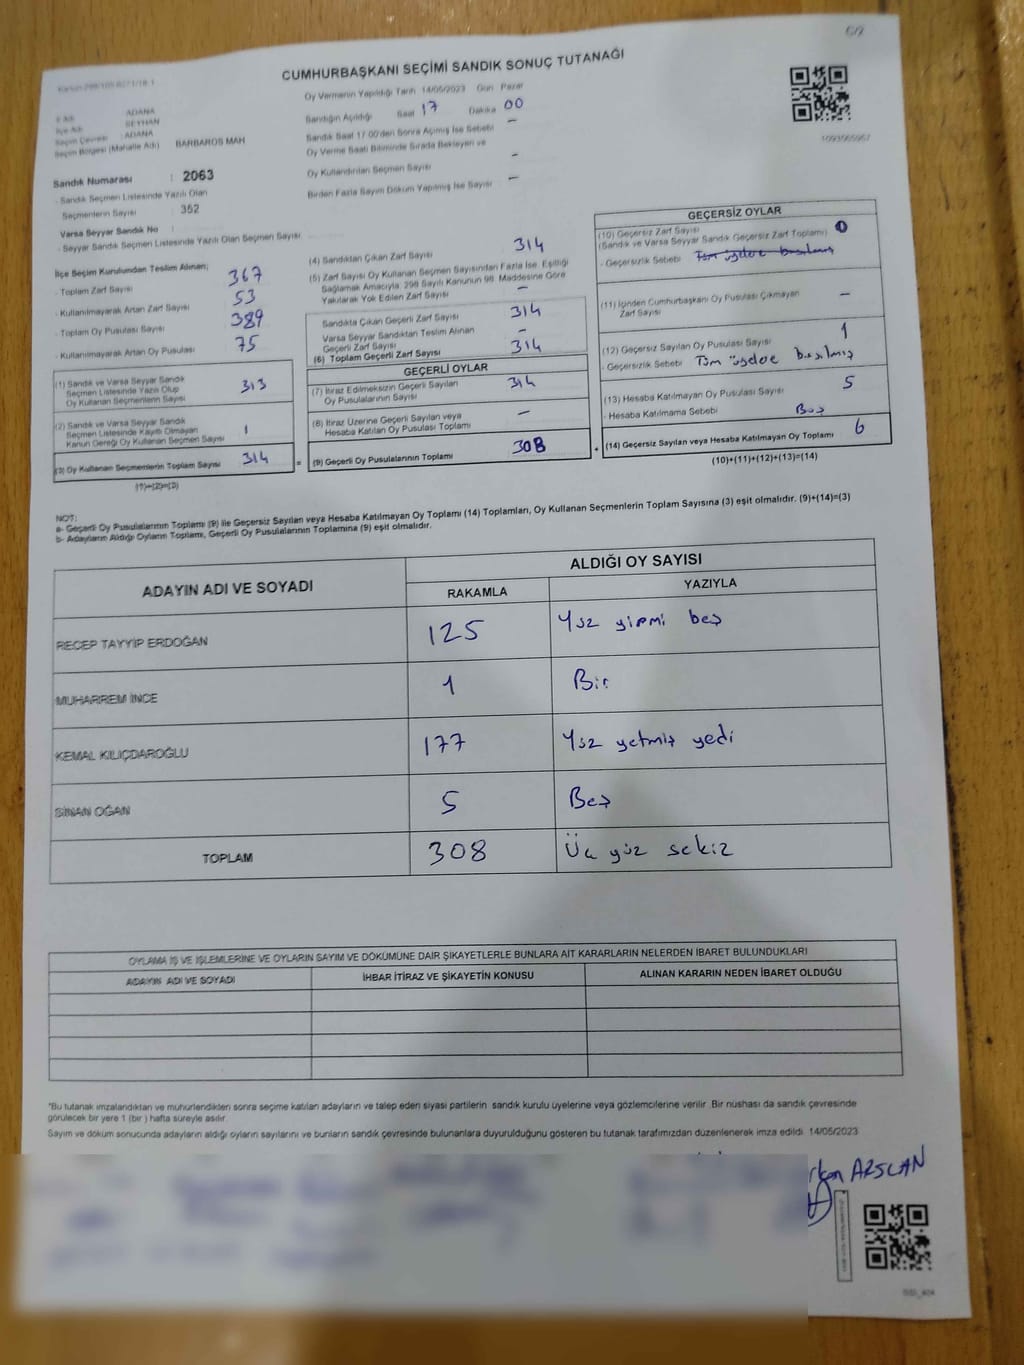 C/2
CUMHURBAŞKANI SEÇİMİ SANDIK SONUÇ TUTANAĞI
Oy Vermenin Yapıldığı Tarih 14/05/2023 Gün Pazar
Sandığın Açıldığı Saat 17 Dakika 00
Sandık Saat 17:00'den Sonra Açılmış İse Sebebi -
Oy Verme Saati Bitiminde Sırada Bekleyen ve
Oy Kullandırılan Seçmen Sayısı -
Birden Fazla Sayım Döküm Yapılmış İse Sayısı -
İl Adı : ADANA
İlçe Adı : SEYHAN
Seçim Çevresi : ADANA
Seçim Bölgesi (Mahalle Adı) BARBAROS MAH
Sandık Numarası : 2063
- Sandık Seçmen Listesinde Yazılı Olan
Seçmenlerin Sayısı : 352
Varsa Seyyar Sandık No :
- Seyyar Sandık Seçmen Listesinde Yazılı Olan Seçmen Sayısı
İlçe Seçim Kurulundan Teslim Alınan;
- Toplam Zarf Sayısı 367
- Kullanılmayarak Artan Zarf Sayısı 53
- Toplam Oy Pusulası Sayısı 389
- Kullanılmayarak Artan Oy Pusulası 75
(1) Sandık ve Varsa Seyyar Sandık
Seçmen Listesinde Yazılı Olup
Oy Kullanan Seçmenlerin Sayısı 313
(2) Sandık ve Varsa Seyyar Sandık
Seçmen Listesinde Kayıtlı Olmayan
Kanun Gereği Oy Kullanan Seçmen Sayısı 1
(3) Oy Kullanan Seçmenlerin Toplam Sayısı 314
(1)+(2)=(3)
(4) Sandıktan Çıkan Zarf Sayısı 314
(5) Zarf Sayısı Oy Kullanan Seçmen Sayısından Fazla İse, Eşitliği
Sağlamak Amacıyla, 298 Sayılı Kanunun 98. Maddesine Göre
Yakılarak Yok Edilen Zarf Sayısı -
Sandıkta Çıkan Geçerli Zarf Sayısı 314
Varsa Seyyar Sandıktan Teslim Alınan
Geçerli Zarf Sayısı -
(6) Toplam Geçerli Zarf Sayısı 314
GEÇERLİ OYLAR
(7) İtiraz Edilmeksizin Geçerli Sayılan
Oy Pusulalarının Sayısı 314
(8) İtiraz Üzerine Geçerli Sayılan veya
Hesaba Katılan Oy Pusulası Toplamı -
(9) Geçerli Oy Pusulalarının Toplamı 308
GEÇERSİZ OYLAR
(10) Geçersiz Zarf Sayısı
(Sandık ve Varsa Seyyar Sandık Geçersiz Zarf Toplamı)
- Geçersizlik Sebebi Tüm üyelere basılmış
(11) İçinden Cumhurbaşkanı Oy Pusulası Çıkmayan
Zarf Sayısı -
(12) Geçersiz Sayılan Oy Pusulası Sayısı 1
- Geçersizlik Sebebi Tüm üyelere basılmış
(13) Hesaba Katılmayan Oy Pusulası Sayısı 5
- Hesaba Katılmama Sebebi Boş
(14) Geçersiz Sayılan veya Hesaba Katılmayan Oy Toplamı 6
(10)+(11)+(12)+(13)=(14)
NOT:
a- Geçerli Oy Pusulalarının Toplamı (9) ile Geçersiz Sayılan veya Hesaba Katılmayan Oy Toplamı (14) Toplamları, Oy Kullanan Seçmenlerin Toplam Sayısına (3) eşit olmalıdır. (9)+(14)=(3)
b- Adayların Aldığı Oyların Toplamı, Geçerli Oy Pusulalarının Toplamına (9) eşit olmalıdır.
ADAYIN ADI VE SOYADI ALDIĞI OY SAYISI
RAKAMLA YAZIYLA
RECEP TAYYİP ERDOĞAN 125 Yüz yirmi beş
MUHARREM İNCE 1 Bir
KEMAL KILIÇDAROĞLU 177 Yüz yetmiş yedi
SİNAN OĞAN 5 Beş
TOPLAM 308 Üç yüz sekiz
OYLAMA İŞ VE İŞLEMLERİNE VE OYLARIN SAYIM VE DÖKÜMÜNE DAİR ŞİKAYETLERLE BUNLARA AİT KARARLARIN NELERDEN İBARET BULUNDUKLARI
ADAYIN ADI VE SOYADI İHBAR İTİRAZ VE ŞİKAYETİN KONUSU ALINAN KARARIN NEDEN İBARET OLDUĞU
*Bu tutanak imzalandıktan ve mühürlendikten sonra seçime katılan adayların ve talep eden siyasi partilerin sandık kurulu üyelerine veya gözlemcilerine verilir. Bir nüshası da sandık çevresinde
görülecek bir yere 1 (bir) hafta süreyle asılır.
Sayım ve döküm sonucunda adayların aldığı oyların sayılarını ve bunların sandık çevresinde bulunanlara duyurulduğunu gösteren bu tutanak tarafımızdan düzenlenerek imza edildi. 14/05/2023
ARSLAN